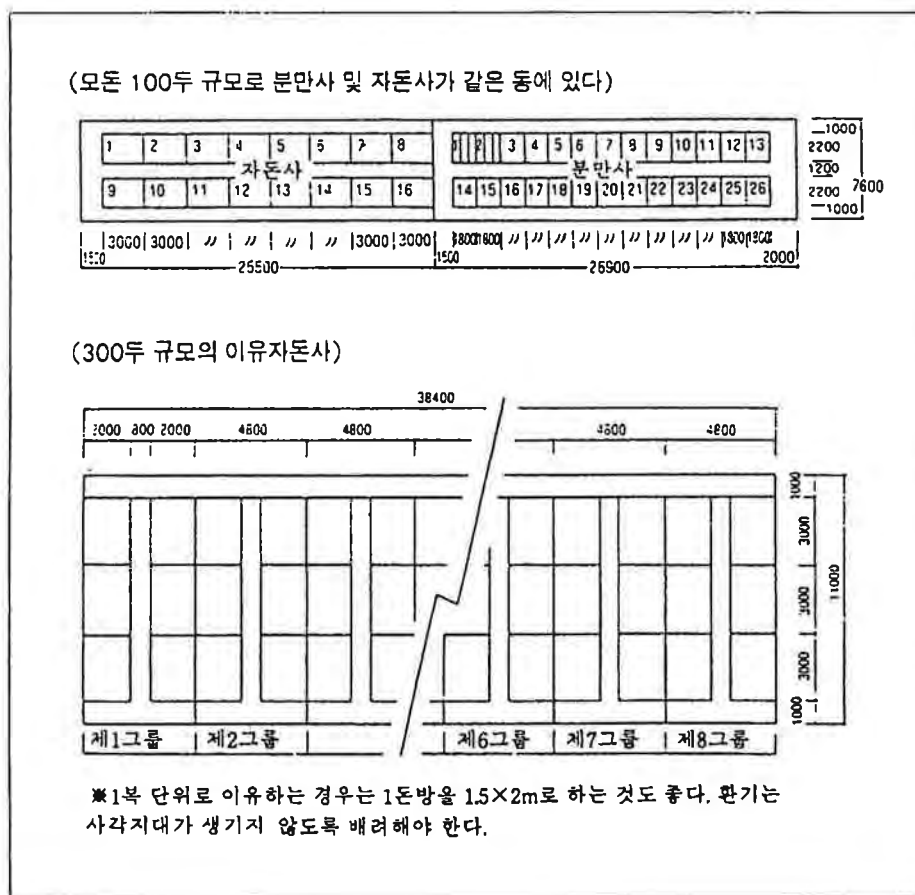 (모돈 100두 규모로 분만사 및 자돈사가 같은 동에 있다)
1 2 3 4 5 6 7 8
자돈사
9 10 11 12 13 14 15 16
1 2 3 4 5 6 7 8 9 10 11 12 13
분만사
14 15 16 17 18 19 20 21 22 23 24 25 26
1000
2200
1200
2200
1000
7600
3000 3000 〃 〃 〃 〃 3000 3000
1800 1800 〃 〃 〃 〃 〃 〃 〃 〃 〃 1800 1800
1500 25500 1500 26900 2000
(300두 규모의 이유자돈사)
38400
2000 800 2000 4800 4800 4800 4800
1000
3000
3000
3000
1000
11000
제1그룹 제2그룹 제6그룹 제7그룹 제8그룹
※1복 단위로 이유하는 경우는 1돈방을 1.5×2m로 하는 것도 좋다. 환기는
사각지대가 생기지 않도록 배려해야 한다.